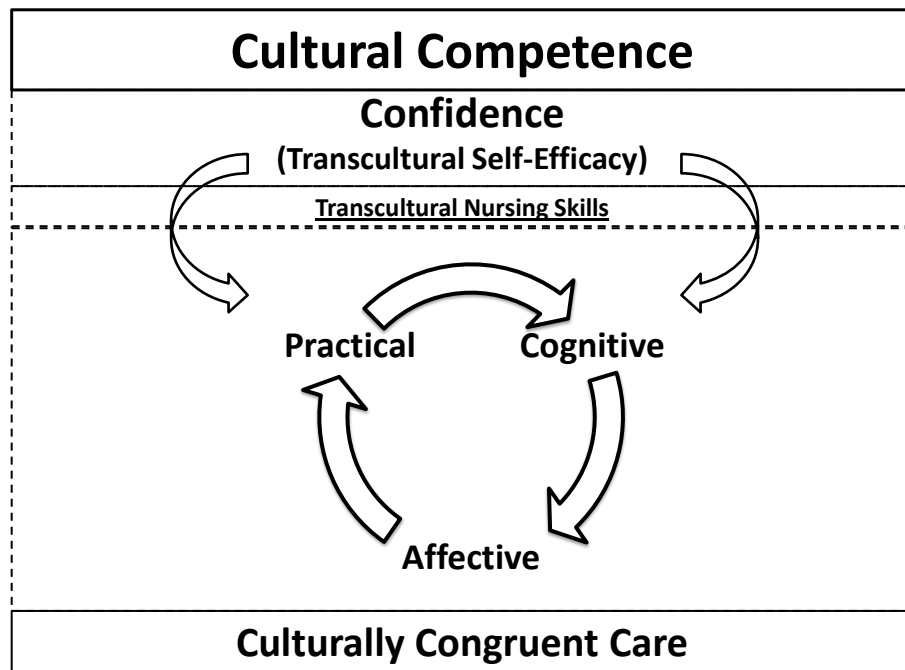 Cultural Competence
Confidence
(Transcultural Self-Efficacy)
Transcultural Nursing Skills
Practical
Cognitive
Affective
Culturally Congruent Care